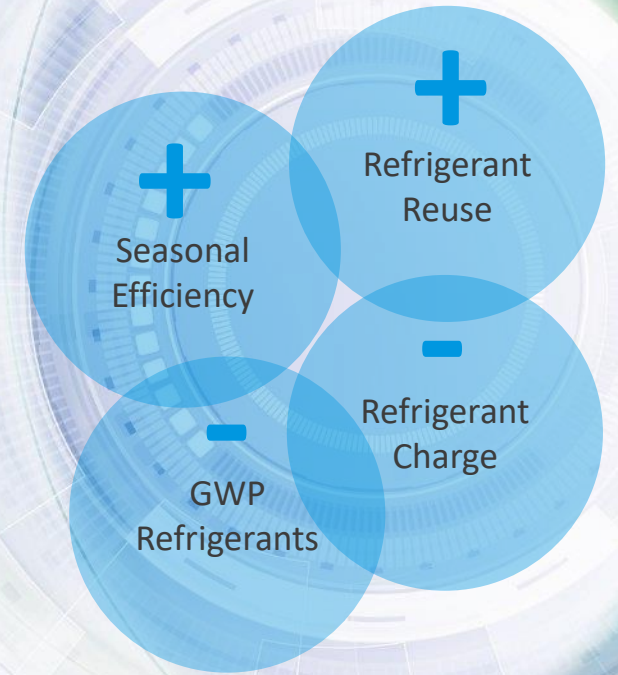 +
Refrigerant
Reuse
+
Seasonal
Efficiency
-
Refrigerant
Charge
-
GWP
Refrigerants